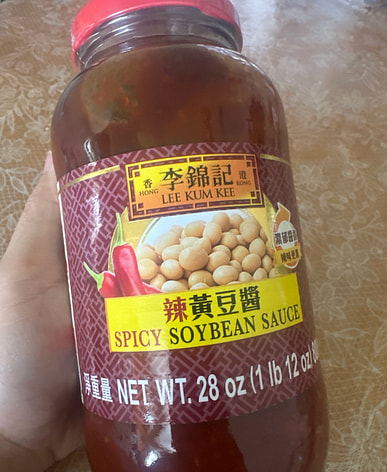 香 李錦記 港
HONG LEE KUM KEE KONG
辣黃豆醬
SPICY SOYBEAN SAUCE
淨重量 NET WT. 28 oz (1 lb 12 oz)